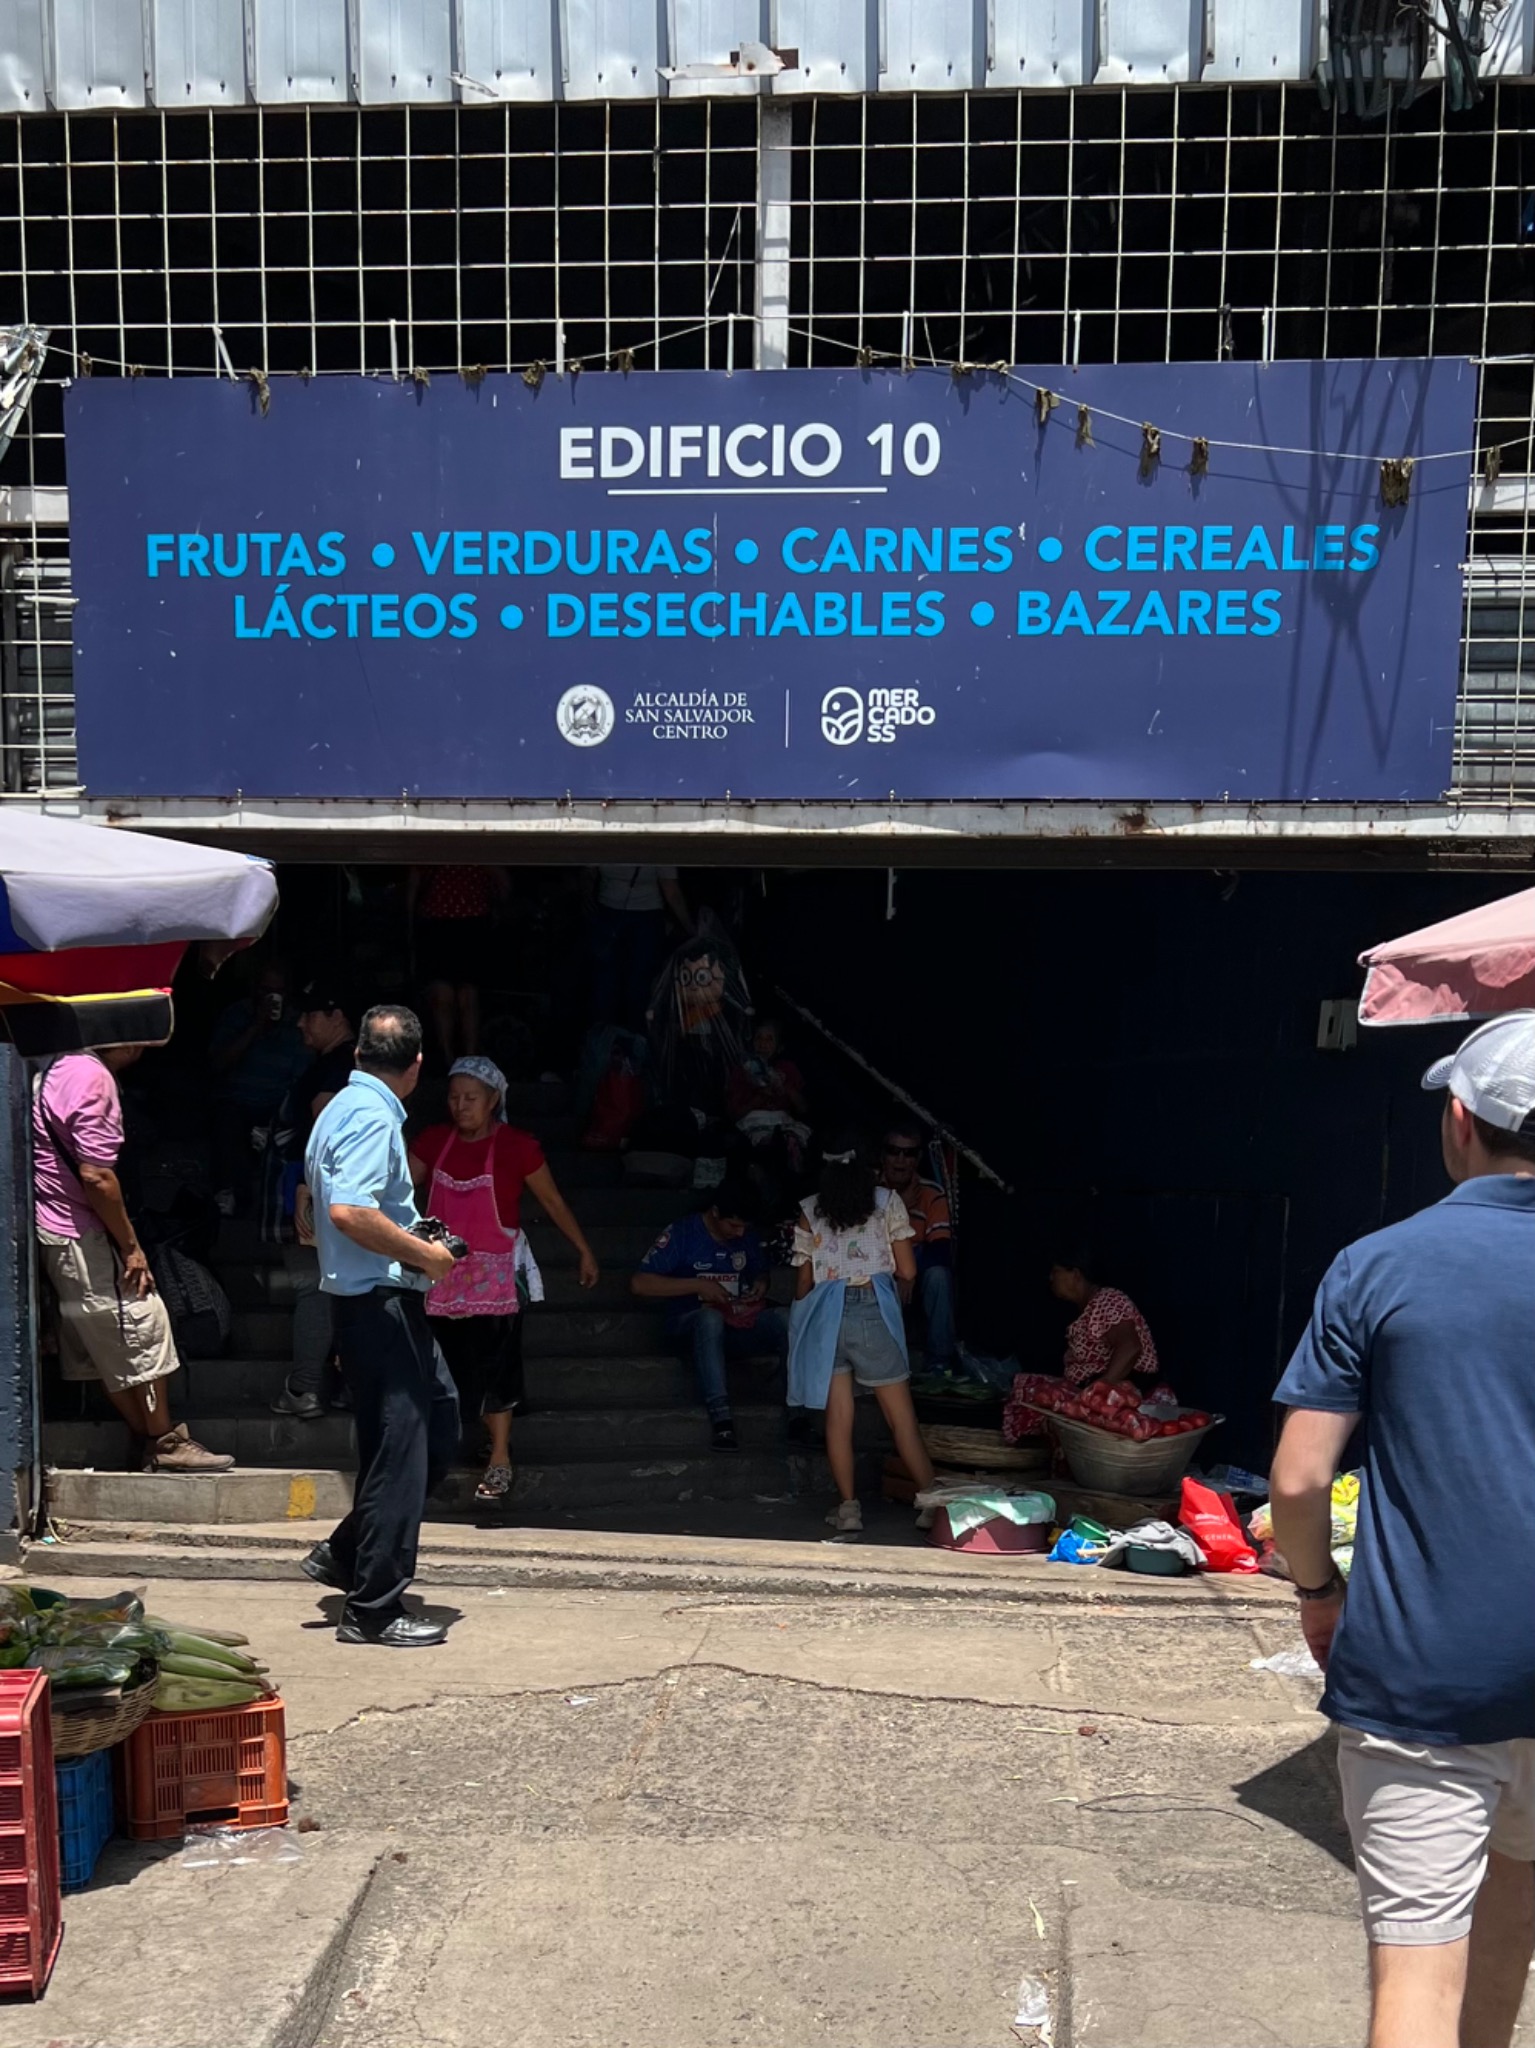 EDIFICIO 10
FRUTAS • VERDURAS • CARNES • CEREALES
LÁCTEOS • DESECHABLES • BAZARES
ALCALDÍA DE
SAN SALVADOR
CENTRO
MER
CADO
SS